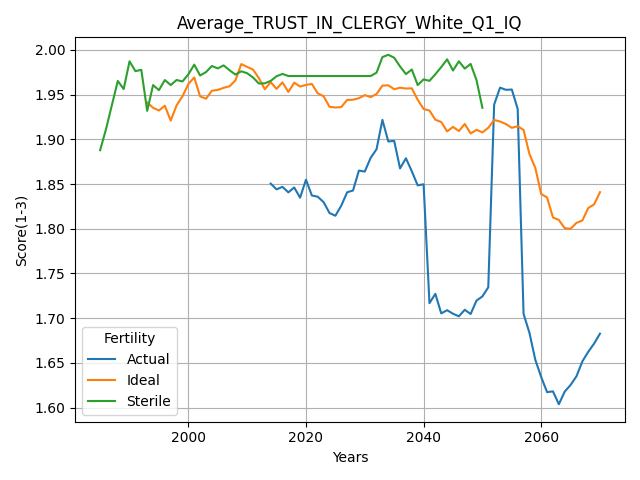 Average_TRUST_IN_CLERGY_White_Q1_IQ
Score(1-3)
2.00
1.95
1.90
1.85
1.80
1.75
1.70
1.65
1.60
Fertility
Actual
Ideal
Sterile
2000
2020
2040
2060
Years